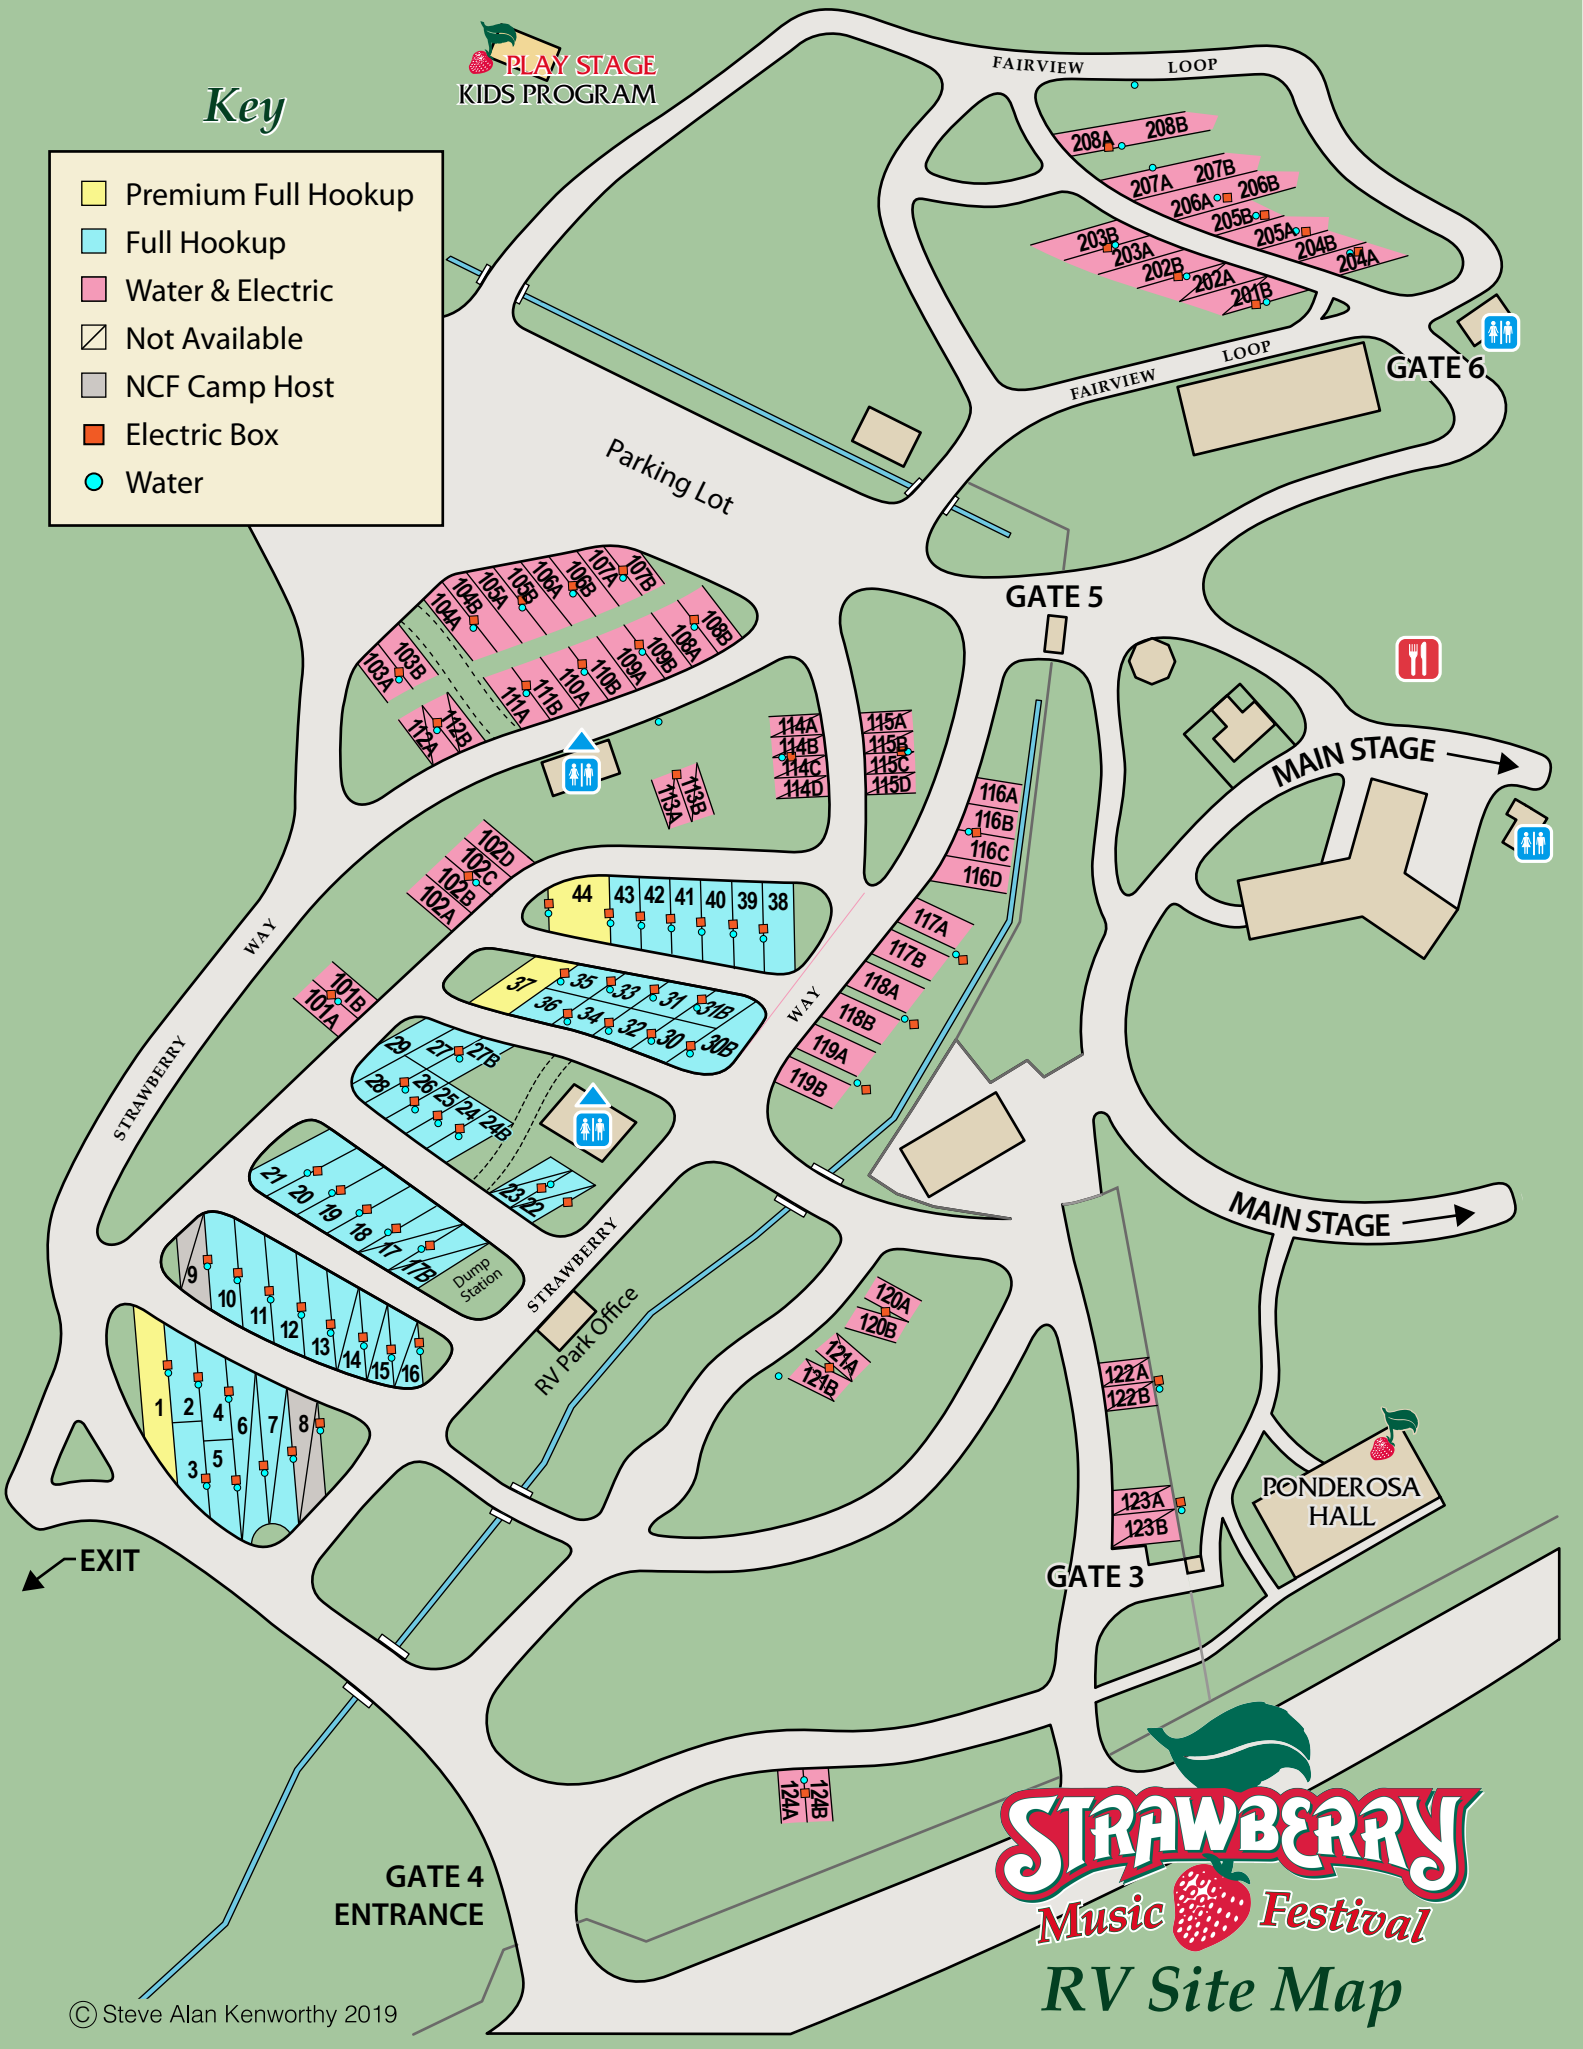 PLAY STAGE
KIDS PROGRAM
FAIRVIEW LOOP
Key
Premium Full Hookup
Full Hookup
Water & Electric
Not Available
NCF Camp Host
Electric Box
Water
208A 208B
207A 207B
206A 206B
205B
205A
204B
204A
203B
203A
202B
202A
201B
FAIRVIEW LOOP
GATE 6
Parking Lot
GATE 5
107B
107A
106B
106A
105B
105A
104B
104A
103B
103A
108B
108A
109B
109A
110B
110A
111B
111A
112B
112A
113A
113B
114A
114B
114C
114D
115A
115B
115C
115D
116A
116B
116C
116D
MAIN STAGE
102D
102C
102B
102A
101B
101A
44
43
42
41
40
39
38
37
35
33
31
31B
36
34
32
30
30B
117A
117B
118A
118B
119A
119B
WAY
WAY
STRAWBERRY
29
27
27B
28
26
25
24
24B
23
22
21
20
19
18
17
17B
Dump
Station
STRAWBERRY
RV Park Office
MAIN STAGE
9
10
11
12
13
14
15
16
1
2
3
4
5
6
7
8
120A
120B
121A
121B
122A
122B
123A
123B
GATE 3
PONDEROSA
HALL
EXIT
124A
124B
GATE 4
ENTRANCE
STRAWBERRY
Music Festival
RV Site Map
© Steve Alan Kenworthy 2019